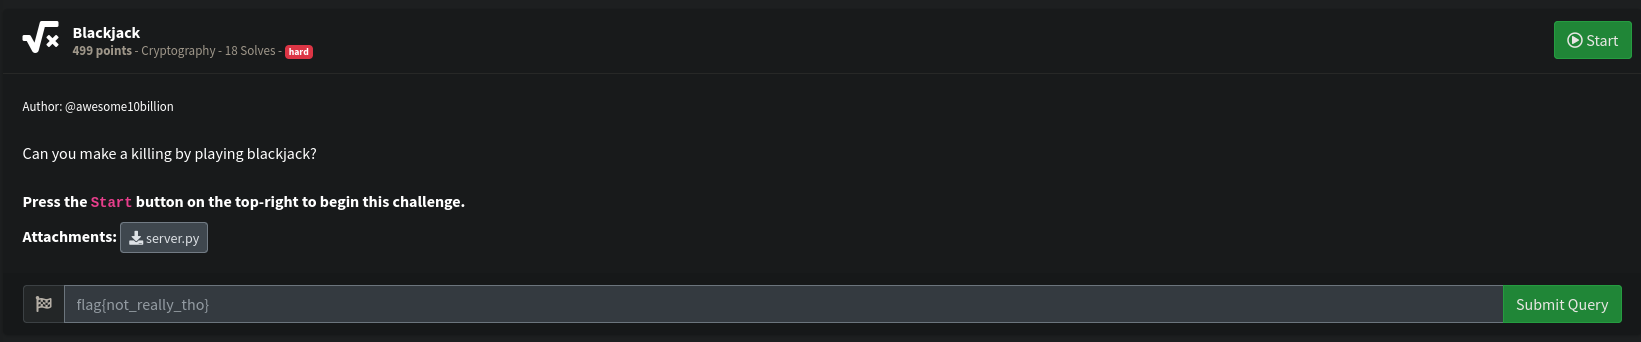 Blackjack
499 points - Cryptography - 18 Solves - hard
Start
Author: @awesome10billion
Can you make a killing by playing blackjack?
Press the Start button on the top-right to begin this challenge.
Attachments: server.py
flag{not_really_tho}
Submit Query